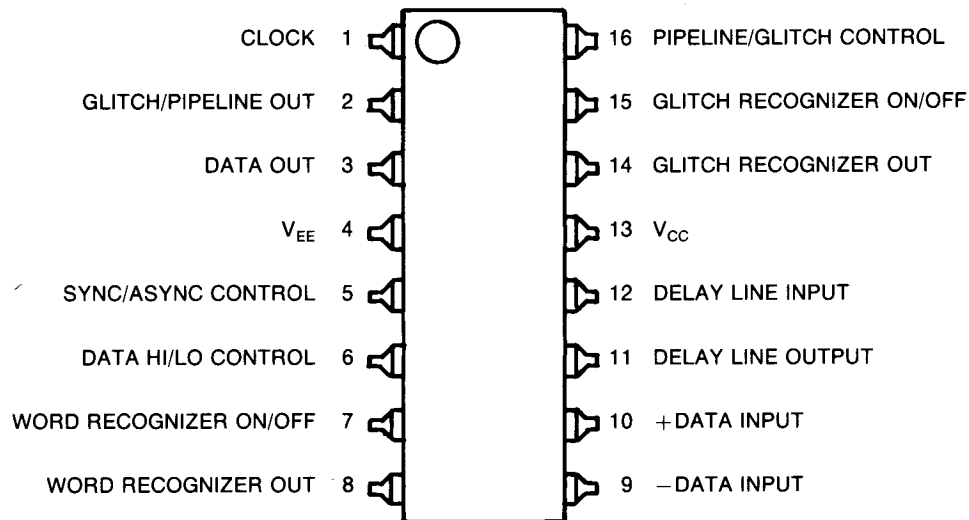 CLOCK 1
GLITCH/PIPELINE OUT 2
DATA OUT 3
VEE 4
SYNC/ASYNC CONTROL 5
DATA HI/LO CONTROL 6
WORD RECOGNIZER ON/OFF 7
WORD RECOGNIZER OUT 8
16 PIPELINE/GLITCH CONTROL
15 GLITCH RECOGNIZER ON/OFF
14 GLITCH RECOGNIZER OUT
13 VCC
12 DELAY LINE INPUT
11 DELAY LINE OUTPUT
10 +DATA INPUT
9 −DATA INPUT